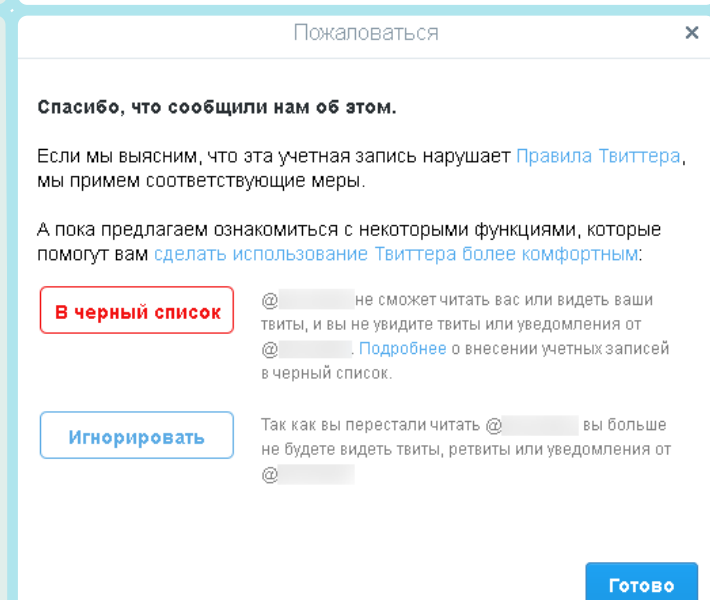 Пожаловаться
×
Спасибо, что сообщили нам об этом.
Если мы выясним, что эта учетная запись нарушает Правила Твиттера,
мы примем соответствующие меры.
А пока предлагаем ознакомиться с некоторыми функциями, которые
помогут вам сделать использование Твиттера более комфортным:
В черный список
@ не сможет читать вас или видеть ваши
твиты, и вы не увидите твиты или уведомления от
@ . Подробнее о внесении учетных записей
в черный список.
Игнорировать
Так как вы перестали читать @ вы больше
не будете видеть твиты, ретвиты или уведомления от
@
Готово